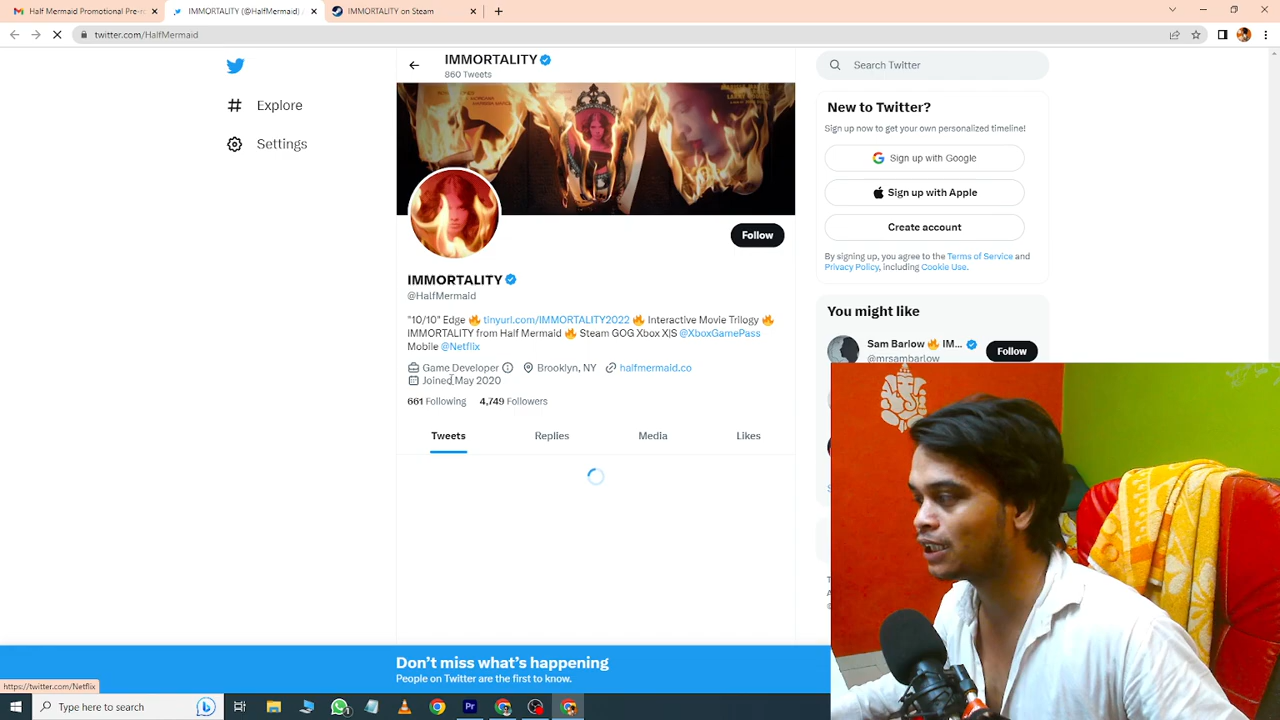 Half Mermaid Promotional Pre-r
IMMORTALITY (@HalfMermaid) /
IMMORTALITY on Steam
twitter.com/HalfMermaid
IMMORTALITY
860 Tweets
Search Twitter
Explore
Settings
New to Twitter?
Sign up now to get your own personalized timeline!
Sign up with Google
Sign up with Apple
Create account
By signing up, you agree to the Terms of Service and
Privacy Policy, including Cookie Use.
Follow
IMMORTALITY
@HalfMermaid
"10/10" Edge 🔥 tinyurl.com/IMMORTALITY2022 🔥 Interactive Movie Trilogy 🔥
IMMORTALITY from Half Mermaid 🔥 Steam GOG Xbox X|S @XboxGamePass
Mobile @Netflix
Game Developer Brooklyn, NY halfmermaid.co
Joined May 2020
661 Following 4,749 Followers
Tweets Replies Media Likes
You might like
Sam Barlow 🔥 IM...
@mrsambarlow
Follow
Don't miss what's happening
People on Twitter are the first to know.
https://twitter.com/Netflix
Type here to search